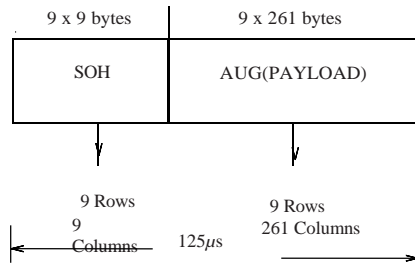 9 x 9 bytes 9 x 261 bytes
SOH AUG(PAYLOAD)
9 Rows 9 Rows
9 261 Columns
Columns 125μs